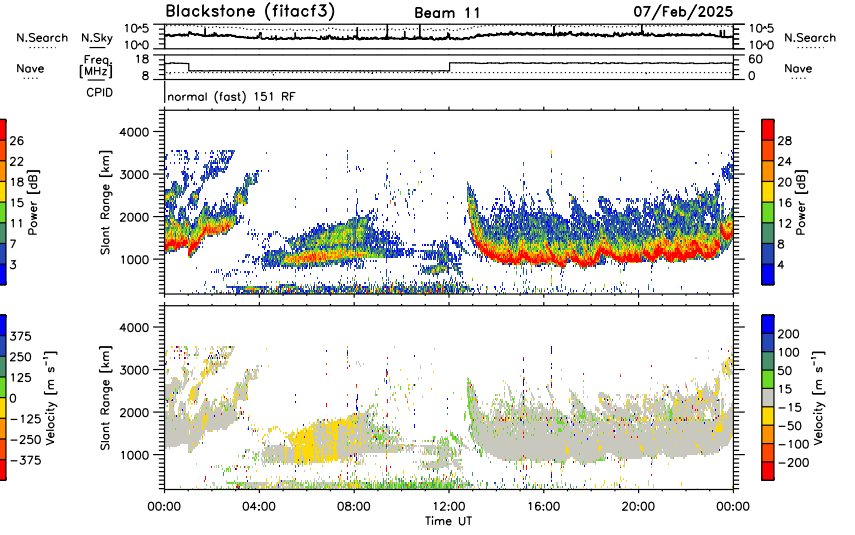 Blackstone (fitacf3) Beam 11 07/Feb/2025
N.Search N.Sky 10^5 10^0 10^5 10^0 N.Search
Nave Freq. [MHz] 18 8 60 0 Nave
CPID normal (fast) 151 RF
26 22 18 15 11 7 3 Power [dB]
4000 3000 2000 1000 Slant Range [km]
28 24 20 16 12 8 4 Power [dB]
375 250 125 0 -125 -250 -375 Velocity [m s⁻¹]
4000 3000 2000 1000 Slant Range [km]
200 100 50 15 -15 -50 -100 -200 Velocity [m s⁻¹]
00:00 04:00 08:00 12:00 16:00 20:00 00:00
Time UT